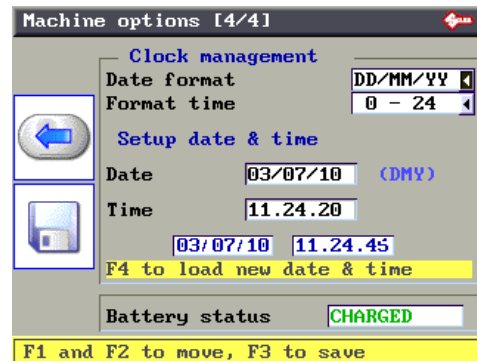 Machine options [4/4]
Clock management
Date format DD/MM/YY
Format time 0 - 24
Setup date & time
Date 03/07/10 (DMY)
Time 11.24.20
03/07/10 11.24.45
F4 to load new date & time
Battery status CHARGED
F1 and F2 to move, F3 to save